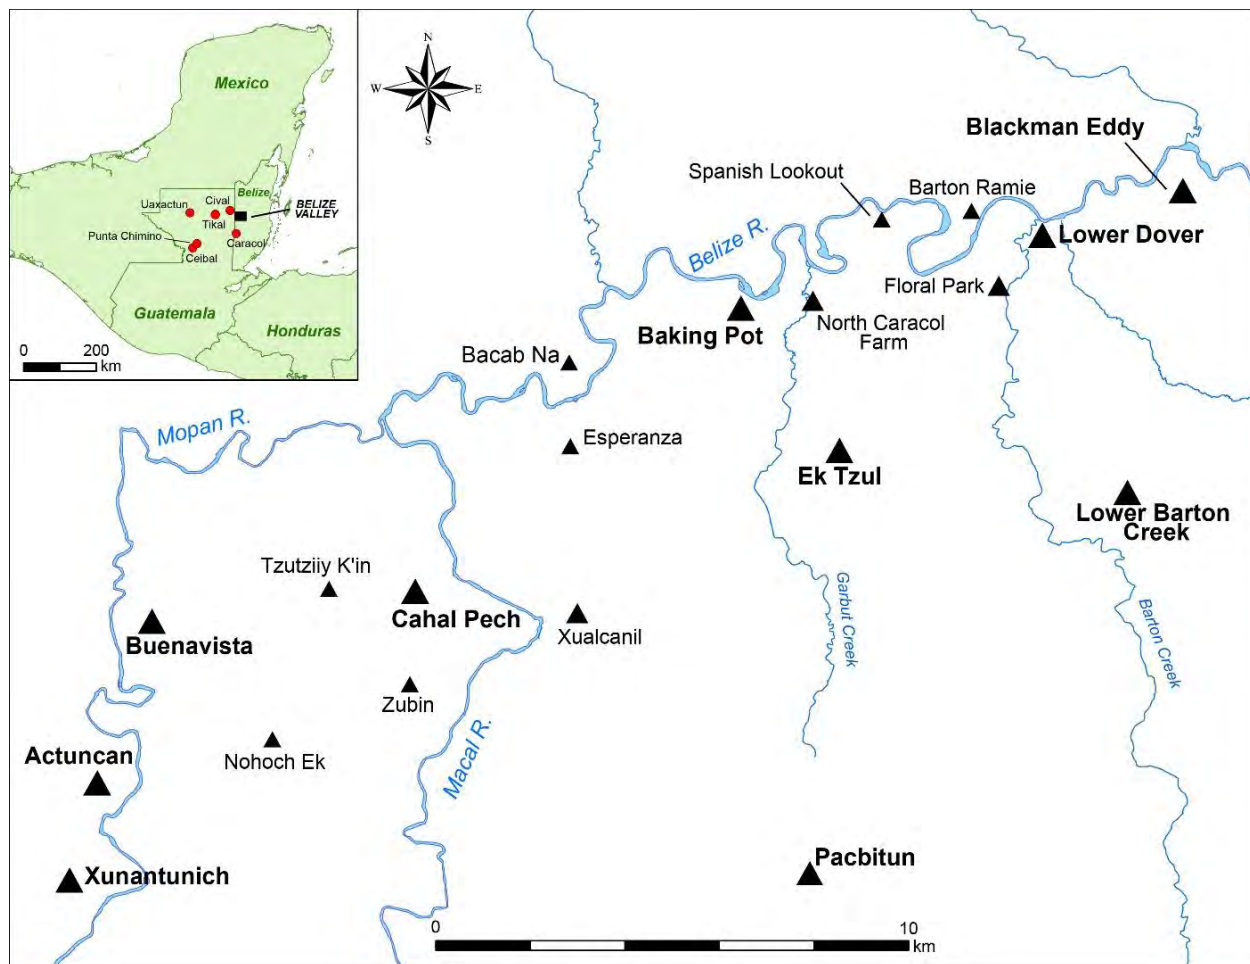 Mexico
Belize
Uaxactun
Cival
Tikal
BELIZE
VALLEY
Punta Chimino
Caracol
Ceibal
Guatemala
Honduras
0
200
km
N
W
E
S
Blackman Eddy
Spanish Lookout
Barton Ramie
Belize R.
Lower Dover
Floral Park
Baking Pot
North Caracol
Farm
Bacab Na
Mopan R.
Esperanza
Ek Tzul
Lower Barton
Creek
Tzutziiy K'in
Cahal Pech
Garbut Creek
Barton Creek
Buenavista
Xualcanil
Zubin
Macal R.
Actuncan
Nohoch Ek
Xunantunich
Pacbitun
0
10
km